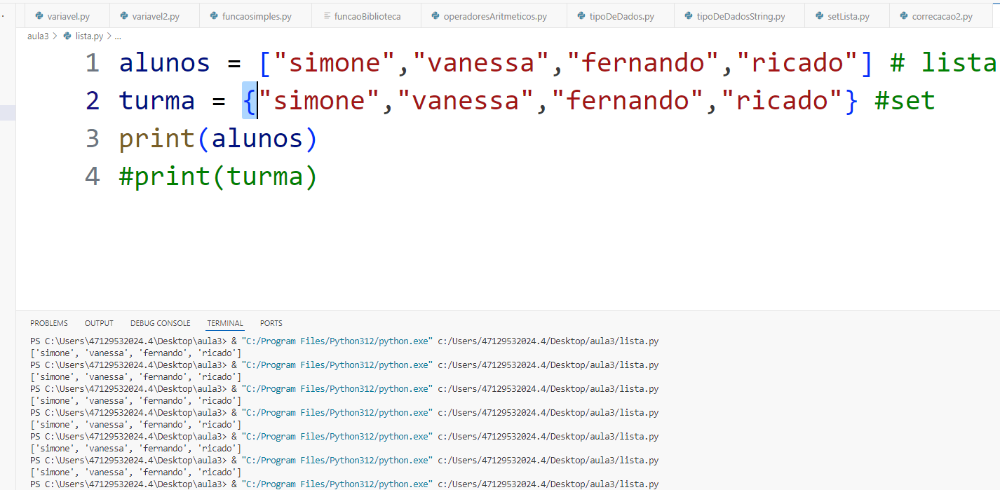 variavel.py variavel2.py funcaosimples.py funcaoBiblioteca operadoresAritmeticos.py tipoDeDados.py tipoDeDadosString.py setLista.py correcacao2.py
aula3 > lista.py > ...
1 alunos = ["simone","vanessa","fernando","ricado"] # lista
2 turma = {"simone","vanessa","fernando","ricado"} #set
3 print(alunos)
4 #print(turma)
PROBLEMS OUTPUT DEBUG CONSOLE TERMINAL PORTS
PS C:\Users\47129532024.4\Desktop\aula3> & "C:/Program Files/Python312/python.exe" c:/Users/47129532024.4/Desktop/aula3/lista.py
['simone', 'vanessa', 'fernando', 'ricado']
PS C:\Users\47129532024.4\Desktop\aula3> & "C:/Program Files/Python312/python.exe" c:/Users/47129532024.4/Desktop/aula3/lista.py
['simone', 'vanessa', 'fernando', 'ricado']
PS C:\Users\47129532024.4\Desktop\aula3> & "C:/Program Files/Python312/python.exe" c:/Users/47129532024.4/Desktop/aula3/lista.py
['simone', 'vanessa', 'fernando', 'ricado']
PS C:\Users\47129532024.4\Desktop\aula3> & "C:/Program Files/Python312/python.exe" c:/Users/47129532024.4/Desktop/aula3/lista.py
['simone', 'vanessa', 'fernando', 'ricado']
PS C:\Users\47129532024.4\Desktop\aula3> & "C:/Program Files/Python312/python.exe" c:/Users/47129532024.4/Desktop/aula3/lista.py
['simone', 'vanessa', 'fernando', 'ricado']
PS C:\Users\47129532024.4\Desktop\aula3> & "C:/Program Files/Python312/python.exe" c:/Users/47129532024.4/Desktop/aula3/lista.py
['simone', 'vanessa', 'fernando', 'ricado']
PS C:\Users\47129532024.4\Desktop\aula3> & "C:/Program Files/Python312/python.exe" c:/Users/47129532024.4/Desktop/aula3/lista.py